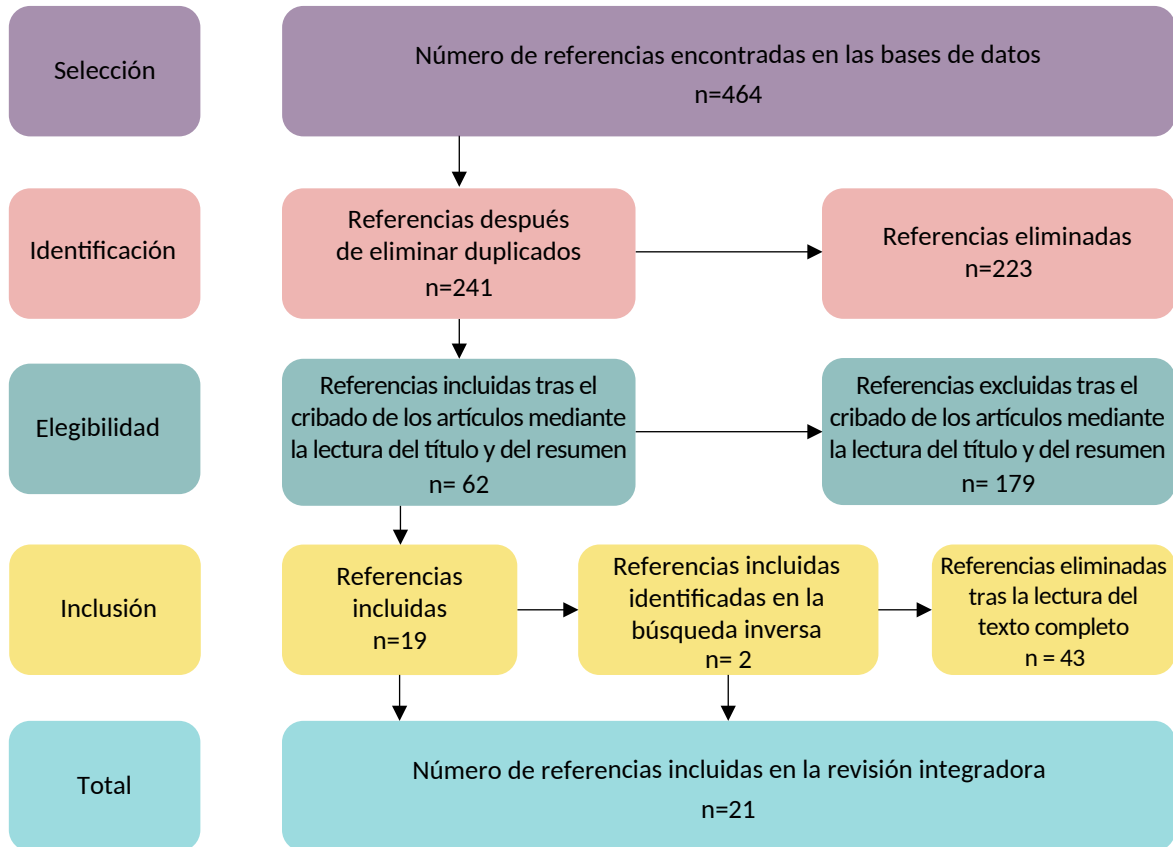 Selección
Número de referencias encontradas en las bases de datos
n=464
Identificación
Referencias después
de eliminar duplicados
n=241
Referencias eliminadas
n=223
Elegibilidad
Referencias incluidas tras el
cribado de los artículos mediante
la lectura del título y del resumen
n= 62
Referencias excluidas tras el
cribado de los artículos mediante
la lectura del título y del resumen
n= 179
Inclusión
Referencias
incluidas
n=19
Referencias incluidas
identificadas en la
búsqueda inversa
n= 2
Referencias eliminadas
tras la lectura del
texto completo
n = 43
Total
Número de referencias incluidas en la revisión integradora
n=21